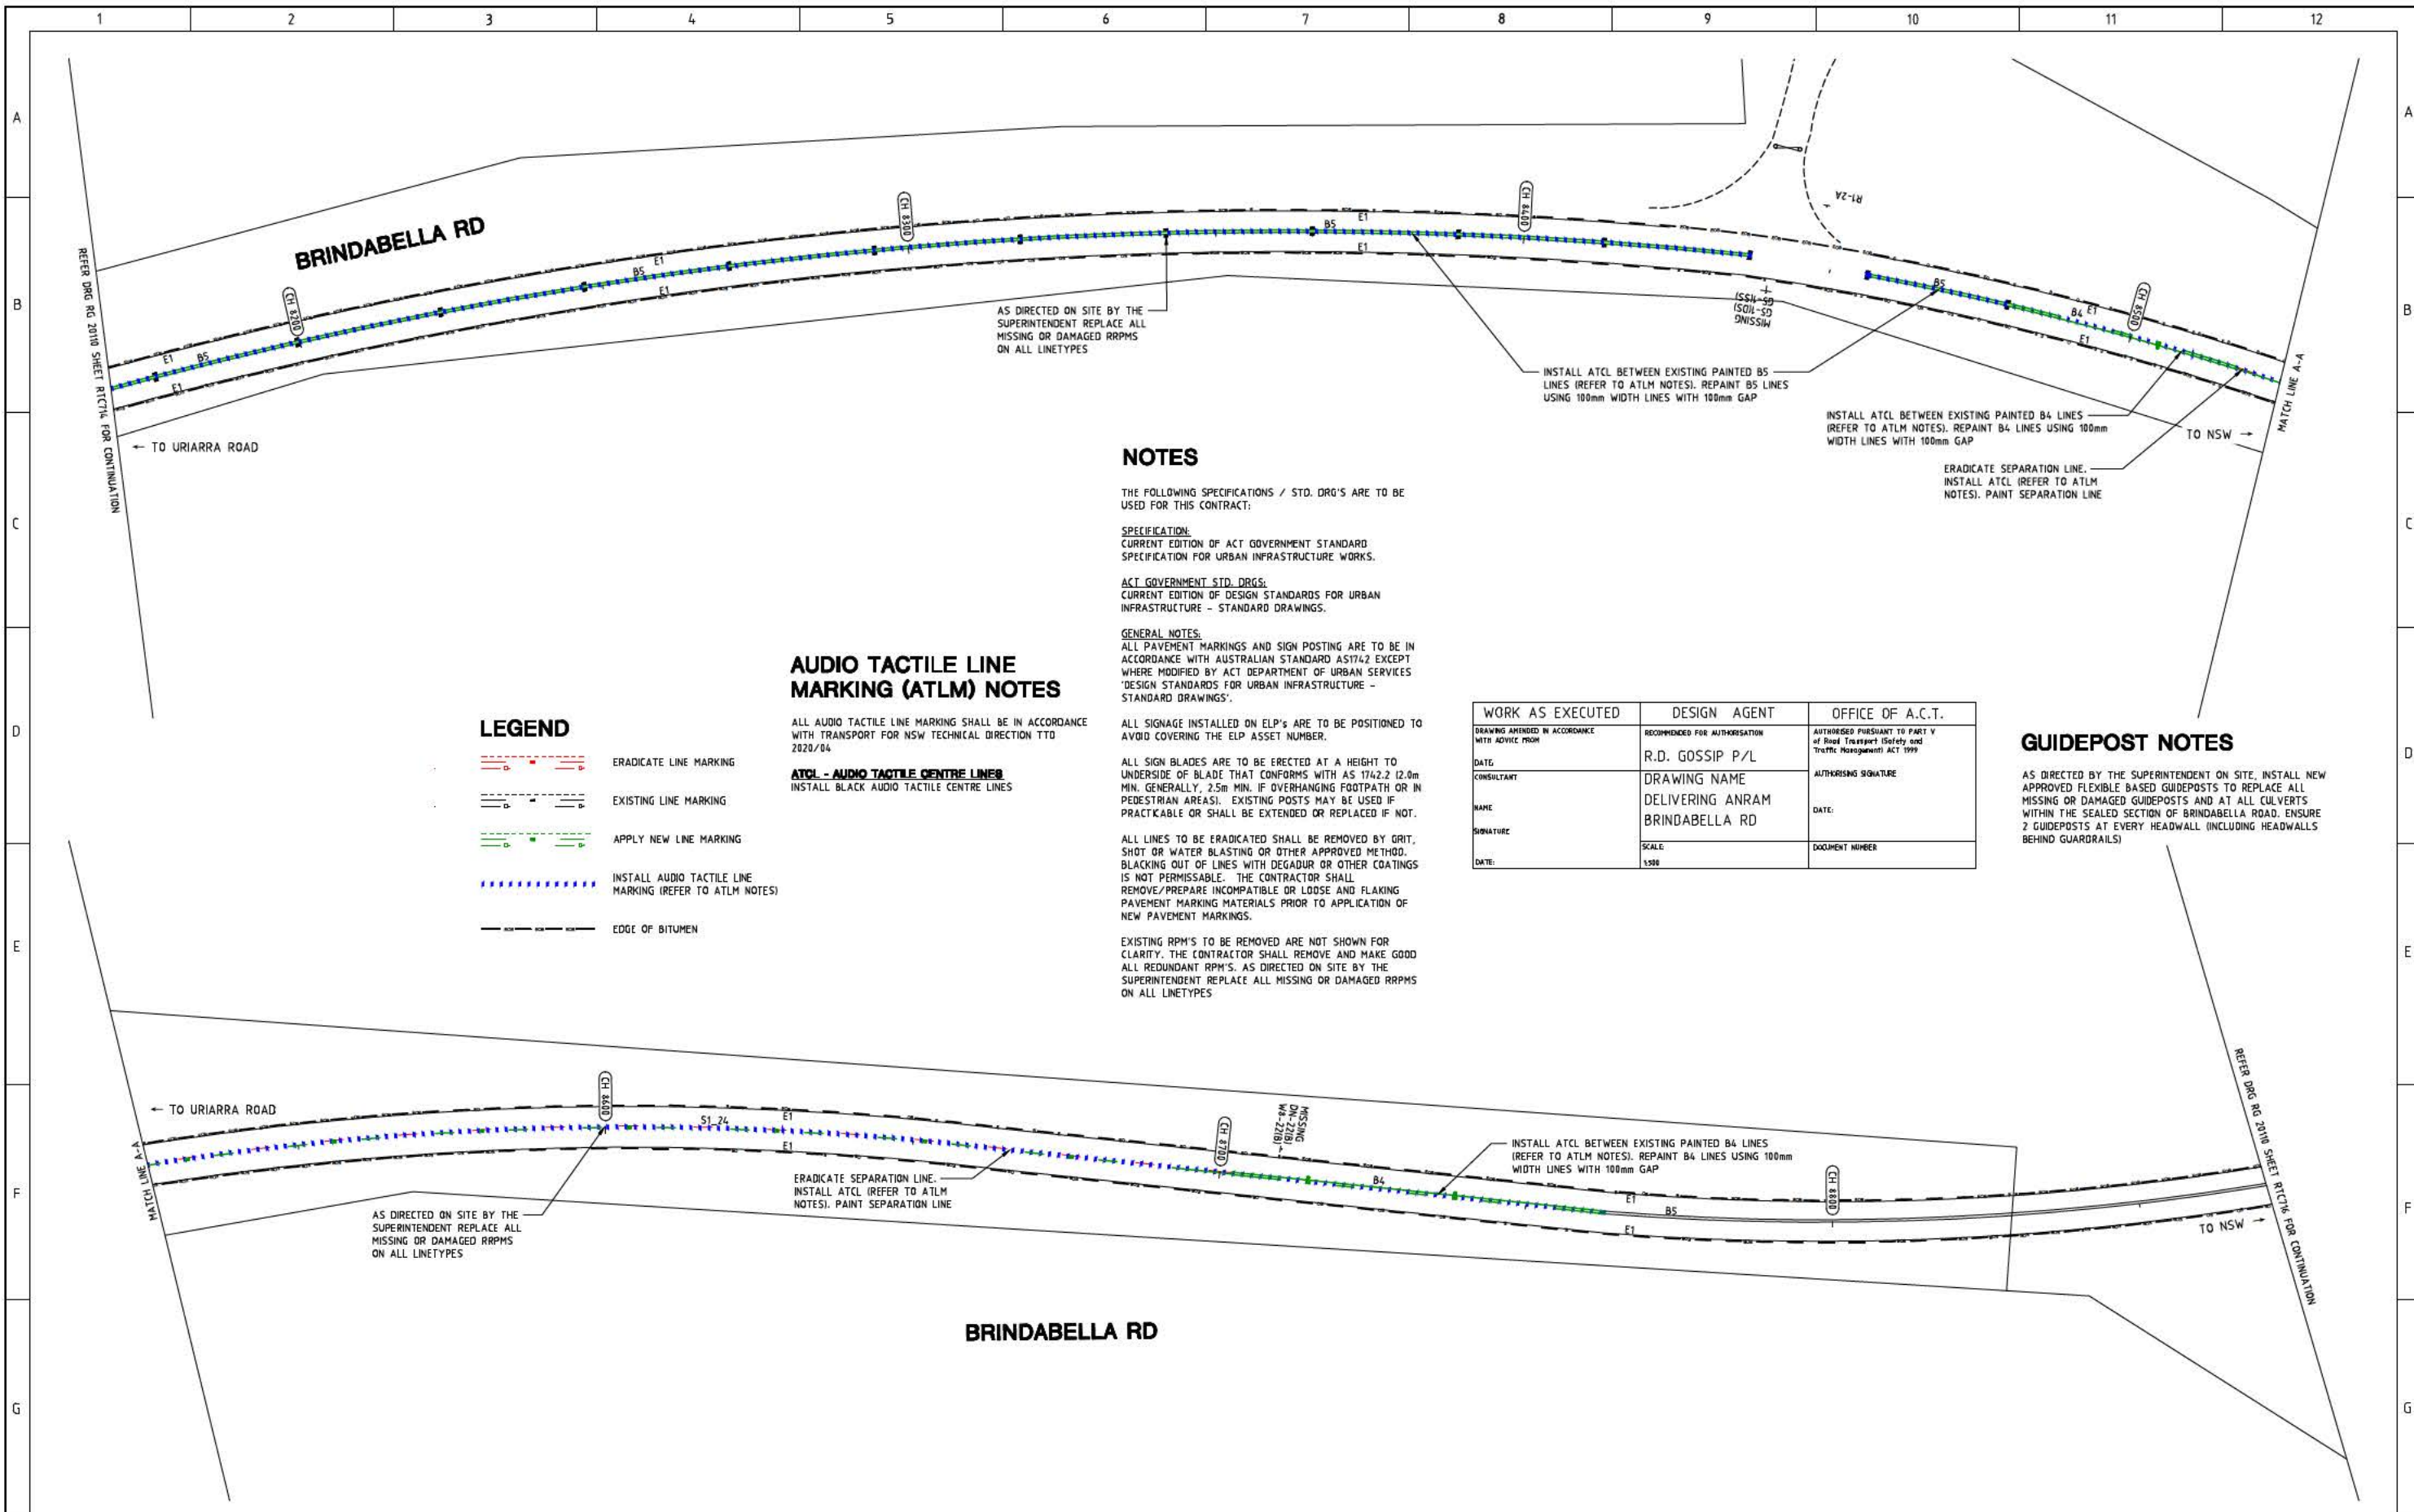 1 2 3 4 5 6 7 8 9 10 11 12
A
B
C
D
E
F
G
A
B
C
D
E
F
G
REFER DRG RG 20110 SHEET RTC714 FOR CONTINUATION
BRINDABELLA RD
CH 8200
CH 8300
CH 8400
CH 8500
E1
B5
E1
E1
B5
E1
E1
B5
E1
B5
B4
E1
E1
R1-2A
MISSING
GS-1(DS)
GS-1(SS)
← TO URIARRA ROAD
AS DIRECTED ON SITE BY THE
SUPERINTENDENT REPLACE ALL
MISSING OR DAMAGED RRPMS
ON ALL LINETYPES
INSTALL ATCL BETWEEN EXISTING PAINTED B5
LINES (REFER TO ATLM NOTES). REPAINT B5 LINES
USING 100mm WIDTH LINES WITH 100mm GAP
INSTALL ATCL BETWEEN EXISTING PAINTED B4 LINES
(REFER TO ATLM NOTES). REPAINT B4 LINES USING 100mm
WIDTH LINES WITH 100mm GAP
TO NSW →
MATCH LINE A-A
ERADICATE SEPARATION LINE.
INSTALL ATCL (REFER TO ATLM
NOTES). PAINT SEPARATION LINE
NOTES
THE FOLLOWING SPECIFICATIONS / STD. DRG'S ARE TO BE
USED FOR THIS CONTRACT:
SPECIFICATION:
CURRENT EDITION OF ACT GOVERNMENT STANDARD
SPECIFICATION FOR URBAN INFRASTRUCTURE WORKS.
ACT GOVERNMENT STD. DRGS:
CURRENT EDITION OF DESIGN STANDARDS FOR URBAN
INFRASTRUCTURE - STANDARD DRAWINGS.
GENERAL NOTES:
ALL PAVEMENT MARKINGS AND SIGN POSTING ARE TO BE IN
ACCORDANCE WITH AUSTRALIAN STANDARD AS1742 EXCEPT
WHERE MODIFIED BY ACT DEPARTMENT OF URBAN SERVICES
'DESIGN STANDARDS FOR URBAN INFRASTRUCTURE -
STANDARD DRAWINGS'.
ALL SIGNAGE INSTALLED ON ELP's ARE TO BE POSITIONED TO
AVOID COVERING THE ELP ASSET NUMBER.
ALL SIGN BLADES ARE TO BE ERECTED AT A HEIGHT TO
UNDERSIDE OF BLADE THAT CONFORMS WITH AS 1742.2 (2.0m
MIN. GENERALLY, 2.5m MIN. IF OVERHANGING FOOTPATH OR IN
PEDESTRIAN AREAS). EXISTING POSTS MAY BE USED IF
PRACTICABLE OR SHALL BE EXTENDED OR REPLACED IF NOT.
ALL LINES TO BE ERADICATED SHALL BE REMOVED BY GRIT,
SHOT OR WATER BLASTING OR OTHER APPROVED METHOD.
BLACKING OUT OF LINES WITH DEGADUR OR OTHER COATINGS
IS NOT PERMISSABLE. THE CONTRACTOR SHALL
REMOVE/PREPARE INCOMPATIBLE OR LOOSE AND FLAKING
PAVEMENT MARKING MATERIALS PRIOR TO APPLICATION OF
NEW PAVEMENT MARKINGS.
EXISTING RPM'S TO BE REMOVED ARE NOT SHOWN FOR
CLARITY. THE CONTRACTOR SHALL REMOVE AND MAKE GOOD
ALL REDUNDANT RPM'S. AS DIRECTED ON SITE BY THE
SUPERINTENDENT REPLACE ALL MISSING OR DAMAGED RRPMS
ON ALL LINETYPES
AUDIO TACTILE LINE
MARKING (ATLM) NOTES
ALL AUDIO TACTILE LINE MARKING SHALL BE IN ACCORDANCE
WITH TRANSPORT FOR NSW TECHNICAL DIRECTION TTD
2020/04
ATCL - AUDIO TACTILE CENTRE LINES
INSTALL BLACK AUDIO TACTILE CENTRE LINES
LEGEND
ERADICATE LINE MARKING
EXISTING LINE MARKING
APPLY NEW LINE MARKING
INSTALL AUDIO TACTILE LINE
MARKING (REFER TO ATLM NOTES)
EDGE OF BITUMEN
WORK AS EXECUTED
DRAWING AMENDED IN ACCORDANCE
WITH ADVICE FROM
DATE:
CONSULTANT
NAME
SIGNATURE
DATE:
DESIGN AGENT
RECOMMENDED FOR AUTHORISATION
R.D. GOSSIP P/L
DRAWING NAME
DELIVERING ANRAM
BRINDABELLA RD
SCALE:
1:500
OFFICE OF A.C.T.
AUTHORISED PURSUANT TO PART V
of Road Transport (Safety and
Traffic Management) ACT 1999
AUTHORISING SIGNATURE
DATE:
DOCUMENT NUMBER
GUIDEPOST NOTES
AS DIRECTED BY THE SUPERINTENDENT ON SITE, INSTALL NEW
APPROVED FLEXIBLE BASED GUIDEPOSTS TO REPLACE ALL
MISSING OR DAMAGED GUIDEPOSTS AND AT ALL CULVERTS
WITHIN THE SEALED SECTION OF BRINDABELLA ROAD. ENSURE
2 GUIDEPOSTS AT EVERY HEADWALL (INCLUDING HEADWALLS
BEHIND GUARDRAILS)
← TO URIARRA ROAD
MATCH LINE A-A
CH 8600
S1_24
E1
E1
CH 8700
MISSING
DN-22(B)
W8-22(B)
B4
E1
B5
E1
CH 8800
AS DIRECTED ON SITE BY THE
SUPERINTENDENT REPLACE ALL
MISSING OR DAMAGED RRPMS
ON ALL LINETYPES
ERADICATE SEPARATION LINE.
INSTALL ATCL (REFER TO ATLM
NOTES). PAINT SEPARATION LINE
INSTALL ATCL BETWEEN EXISTING PAINTED B4 LINES
(REFER TO ATLM NOTES). REPAINT B4 LINES USING 100mm
WIDTH LINES WITH 100mm GAP
TO NSW →
REFER DRG RG 20110 SHEET RTC716 FOR CONTINUATION
BRINDABELLA RD